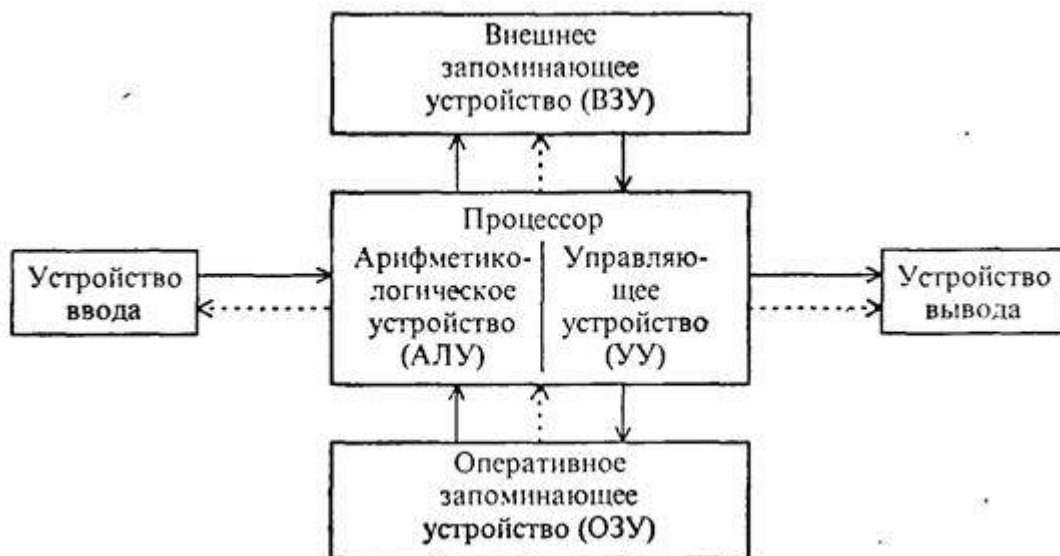 Внешнее
запоминающее
устройство (ВЗУ)
Процессор
Арифметико-
логическое
устройство
(АЛУ)
Управляю-
щее
устройство
(УУ)
Устройство
ввода
Устройство
вывода
Оперативное
запоминающее
устройство (ОЗУ)